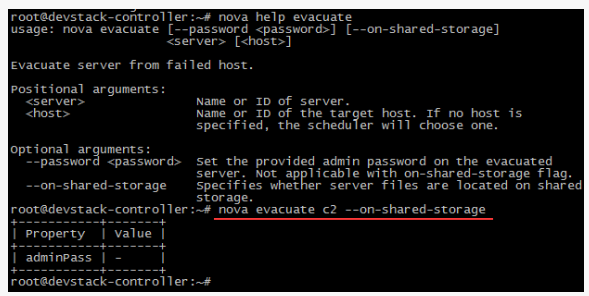 root@devstack-controller:~# nova help evacuate
usage: nova evacuate [--password <password>] [--on-shared-storage]
                     <server> [<host>]
Evacuate server from failed host.
Positional arguments:
  <server>              Name or ID of server.
  <host>                Name or ID of the target host. If no host is
                        specified, the scheduler will choose one.
Optional arguments:
  --password <password>  Set the provided admin password on the evacuated
                        server. Not applicable with on-shared-storage flag.
  --on-shared-storage   Specifies whether server files are located on shared
                        storage.
root@devstack-controller:~# nova evacuate c2 --on-shared-storage
+-----------+-------+
| Property  | Value |
+-----------+-------+
| adminPass | -     |
+-----------+-------+
root@devstack-controller:~#